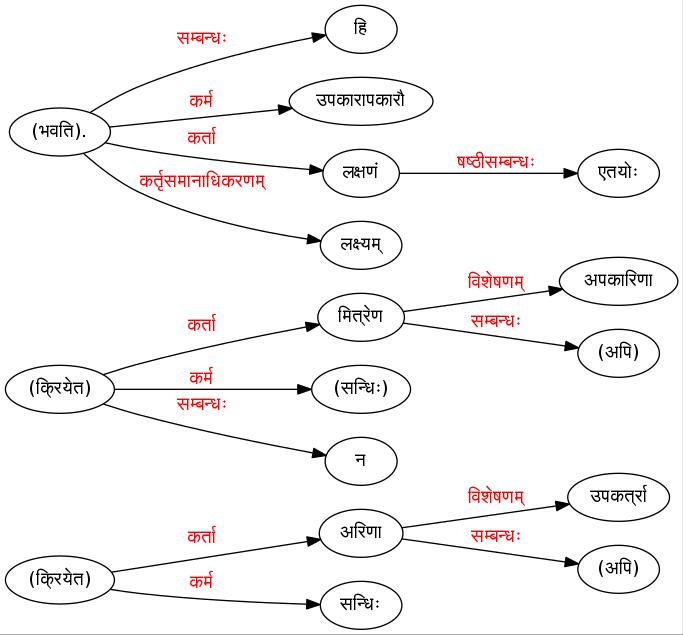 सम्बन्धः
हि
कर्म
उपकारापकारौ
(भवति).
कर्ता
लक्षणं
षष्ठीसम्बन्धः
एतयोः
कर्तृसमानाधिकरणम्
लक्ष्यम्
कर्ता
मित्रेण
विशेषणम्
अपकारिणा
सम्बन्धः
(अपि)
(क्रियेत)
कर्म
(सन्धिः)
सम्बन्धः
न
कर्ता
अरिणा
विशेषणम्
उपकर्त्रा
सम्बन्धः
(अपि)
(क्रियेत)
कर्म
सन्धिः